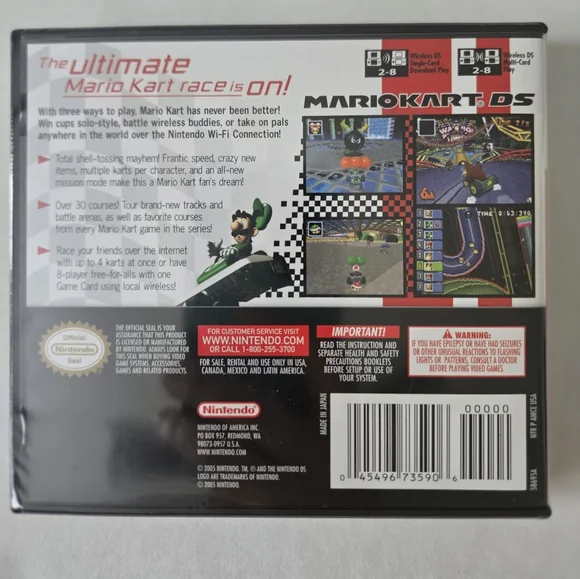 The ultimate
Mario Kart race is on!
With three ways to play, Mario Kart has never been better!
Win cups solo-style, battle wireless buddies, or take on pals
anywhere in the world over the Nintendo Wi-Fi Connection!
Total shell-tossing mayhem! Frantic speed, crazy new
items, multiple karts per character, and an all-new
mission mode make this a Mario Kart fan's dream!
Over 30 courses! Tour brand-new tracks and
battle arenas, as well as favorite courses
from every Mario Kart game in the series!
Race your friends over the internet
with up to 4 karts at once or have
8-player free-for-alls with one
Game Card using local wireless!
2-8
Wireless DS
Single-Card
Download Play
2-8
Wireless DS
Multi-Card
Play
MARIOKART DS
TIME 0:43:390
Official
Nintendo
Seal
THE OFFICIAL SEAL IS YOUR
ASSURANCE THAT THIS PRODUCT
IS LICENSED OR MANUFACTURED
BY NINTENDO. ALWAYS LOOK FOR
THIS SEAL WHEN BUYING VIDEO
GAME SYSTEMS, ACCESSORIES,
GAMES AND RELATED PRODUCTS.
FOR CUSTOMER SERVICE VISIT
WWW.NINTENDO.COM
OR CALL 1-800-255-3700
FOR SALE, RENTAL AND USE ONLY IN USA,
CANADA, MEXICO AND LATIN AMERICA.
IMPORTANT!
READ THE INSTRUCTION AND
SEPARATE HEALTH AND SAFETY
PRECAUTIONS BOOKLETS
BEFORE SETUP OR USE OF
YOUR SYSTEM.
WARNING:
IF YOU HAVE EPILEPSY OR HAVE HAD SEIZURES
OR OTHER UNUSUAL REACTIONS TO FLASHING
LIGHTS OR PATTERNS, CONSULT A DOCTOR
BEFORE PLAYING VIDEO GAMES.
Nintendo
NINTENDO OF AMERICA INC.
PO BOX 957, REDMOND, WA
98073-0957 U.S.A.
WWW.NINTENDO.COM
© 2005 NINTENDO. TM, ® AND THE NINTENDO DS
LOGO ARE TRADEMARKS OF NINTENDO.
© 2005 NINTENDO.
MADE IN JAPAN
00000
0 45496 73590 6
NTR P AMCE USA
58695A